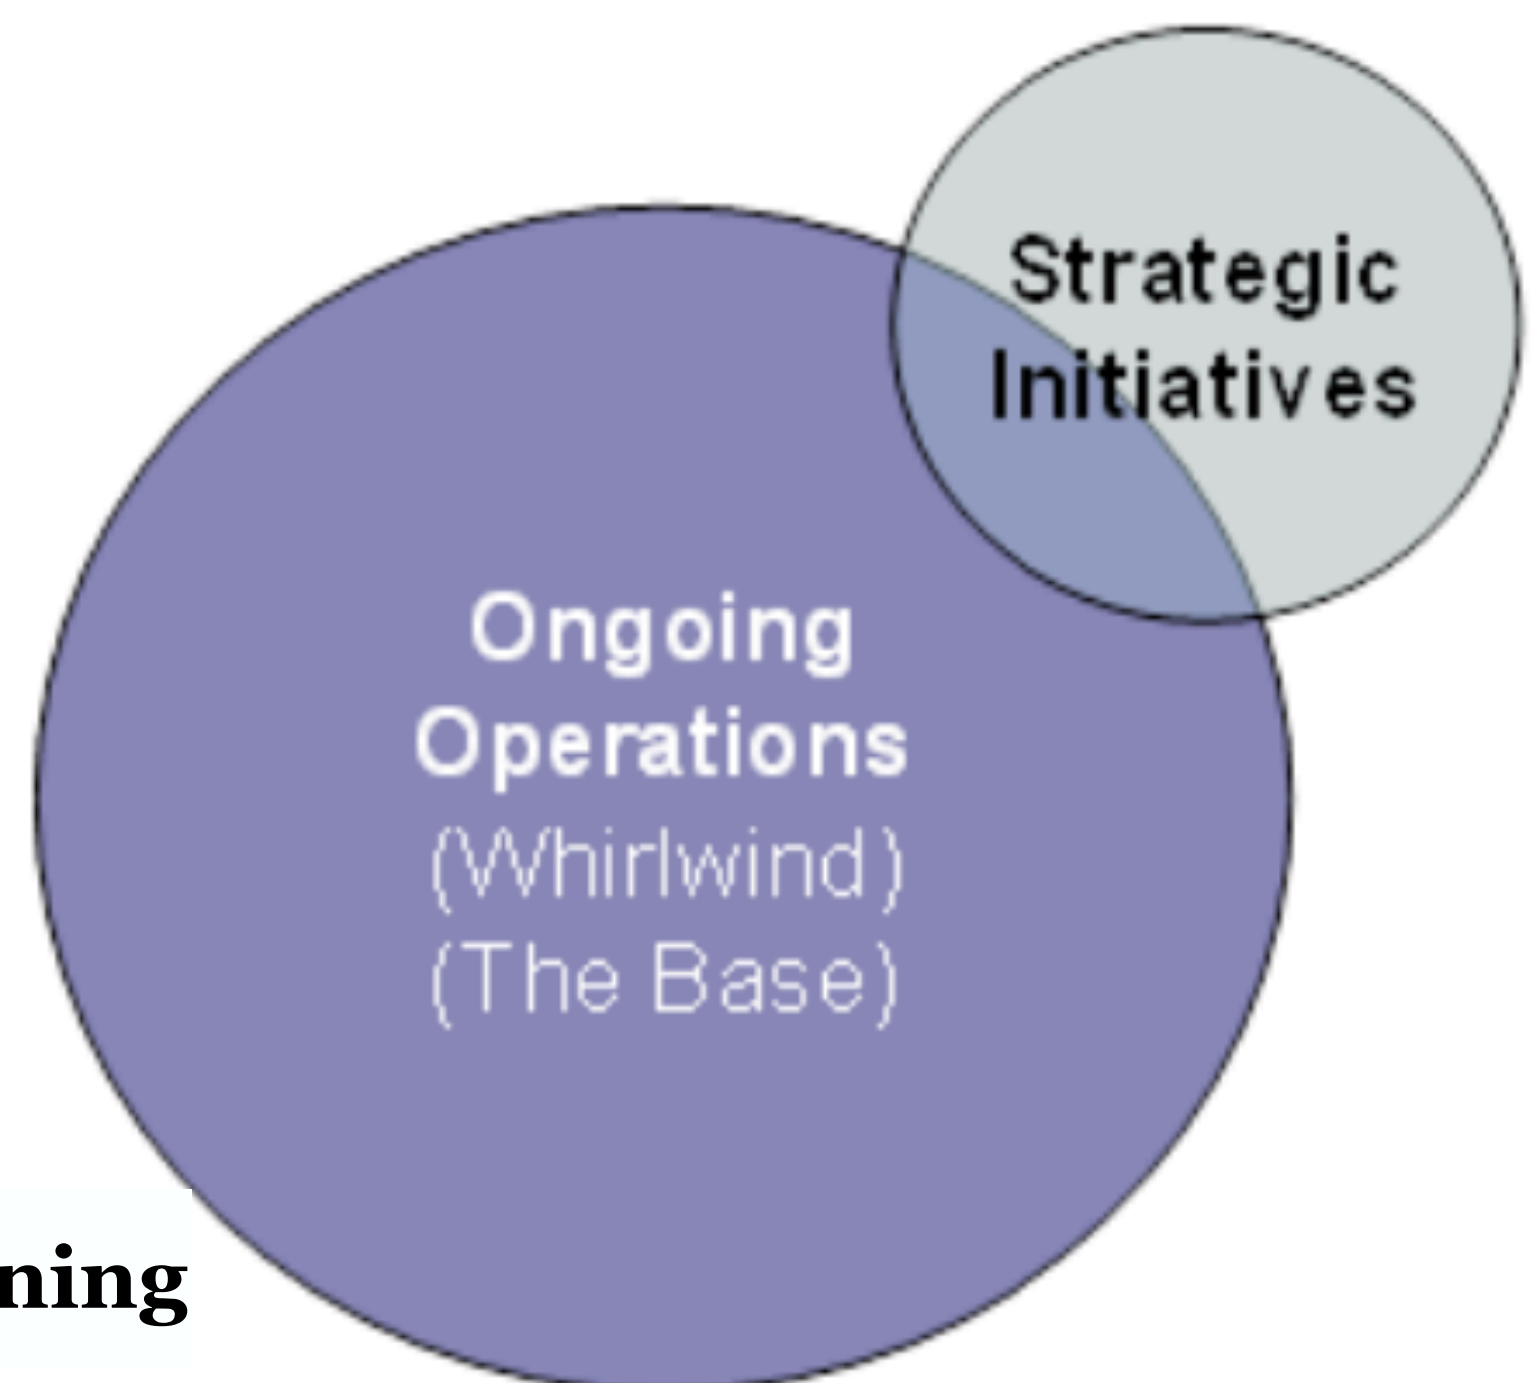 Strategic
Initiatives
Ongoing
Operations
(Whirlwind)
(The Base)
ning